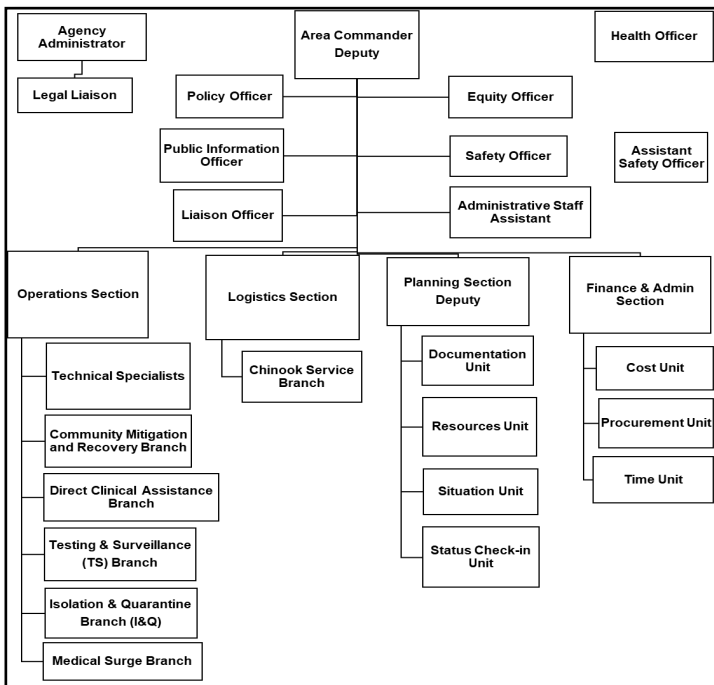 Agency
Administrator
Area Commander
Deputy
Health Officer
Legal Liaison
Policy Officer
Equity Officer
Public Information
Officer
Safety Officer
Assistant
Safety Officer
Liaison Officer
Administrative Staff
Assistant
Operations Section
Logistics Section
Planning Section
Deputy
Finance & Admin
Section
Technical Specialists
Community Mitigation
and Recovery Branch
Direct Clinical Assistance
Branch
Testing & Surveillance
(TS) Branch
Isolation & Quarantine
Branch (I&Q)
Medical Surge Branch
Chinook Service
Branch
Documentation
Unit
Resources Unit
Situation Unit
Status Check-in
Unit
Cost Unit
Procurement Unit
Time Unit